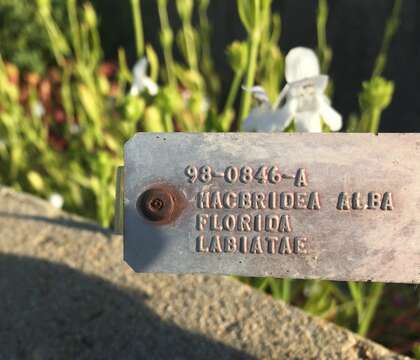 98-0846-A
MACBRIDEA ALBA
FLORIDA
LABIATAE